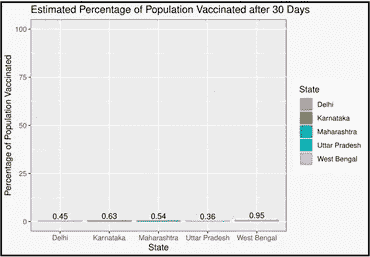 Estimated Percentage of Population Vaccinated after 30 Days
Percentage of Population Vaccinated
100
75
50
25
0
0.45
0.63
0.54
0.36
0.95
Delhi
Karnataka
Maharashtra
Uttar Pradesh
West Bengal
State
State
Delhi
Karnataka
Maharashtra
Uttar Pradesh
West Bengal